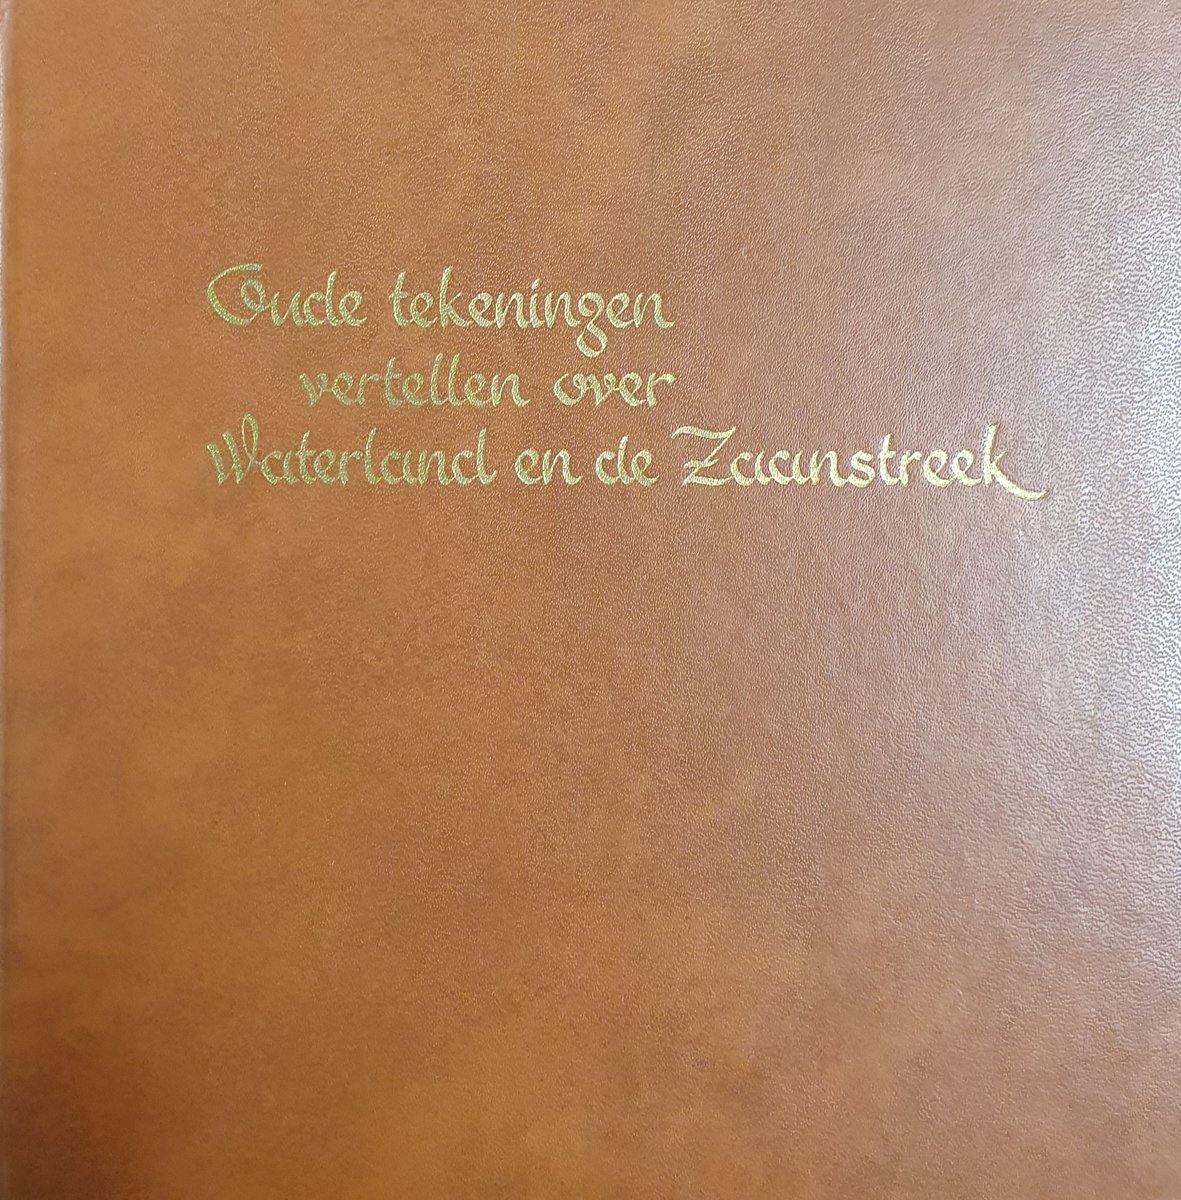 Oude tekeningen
vertellen over
Waterland en de Zaanstreek